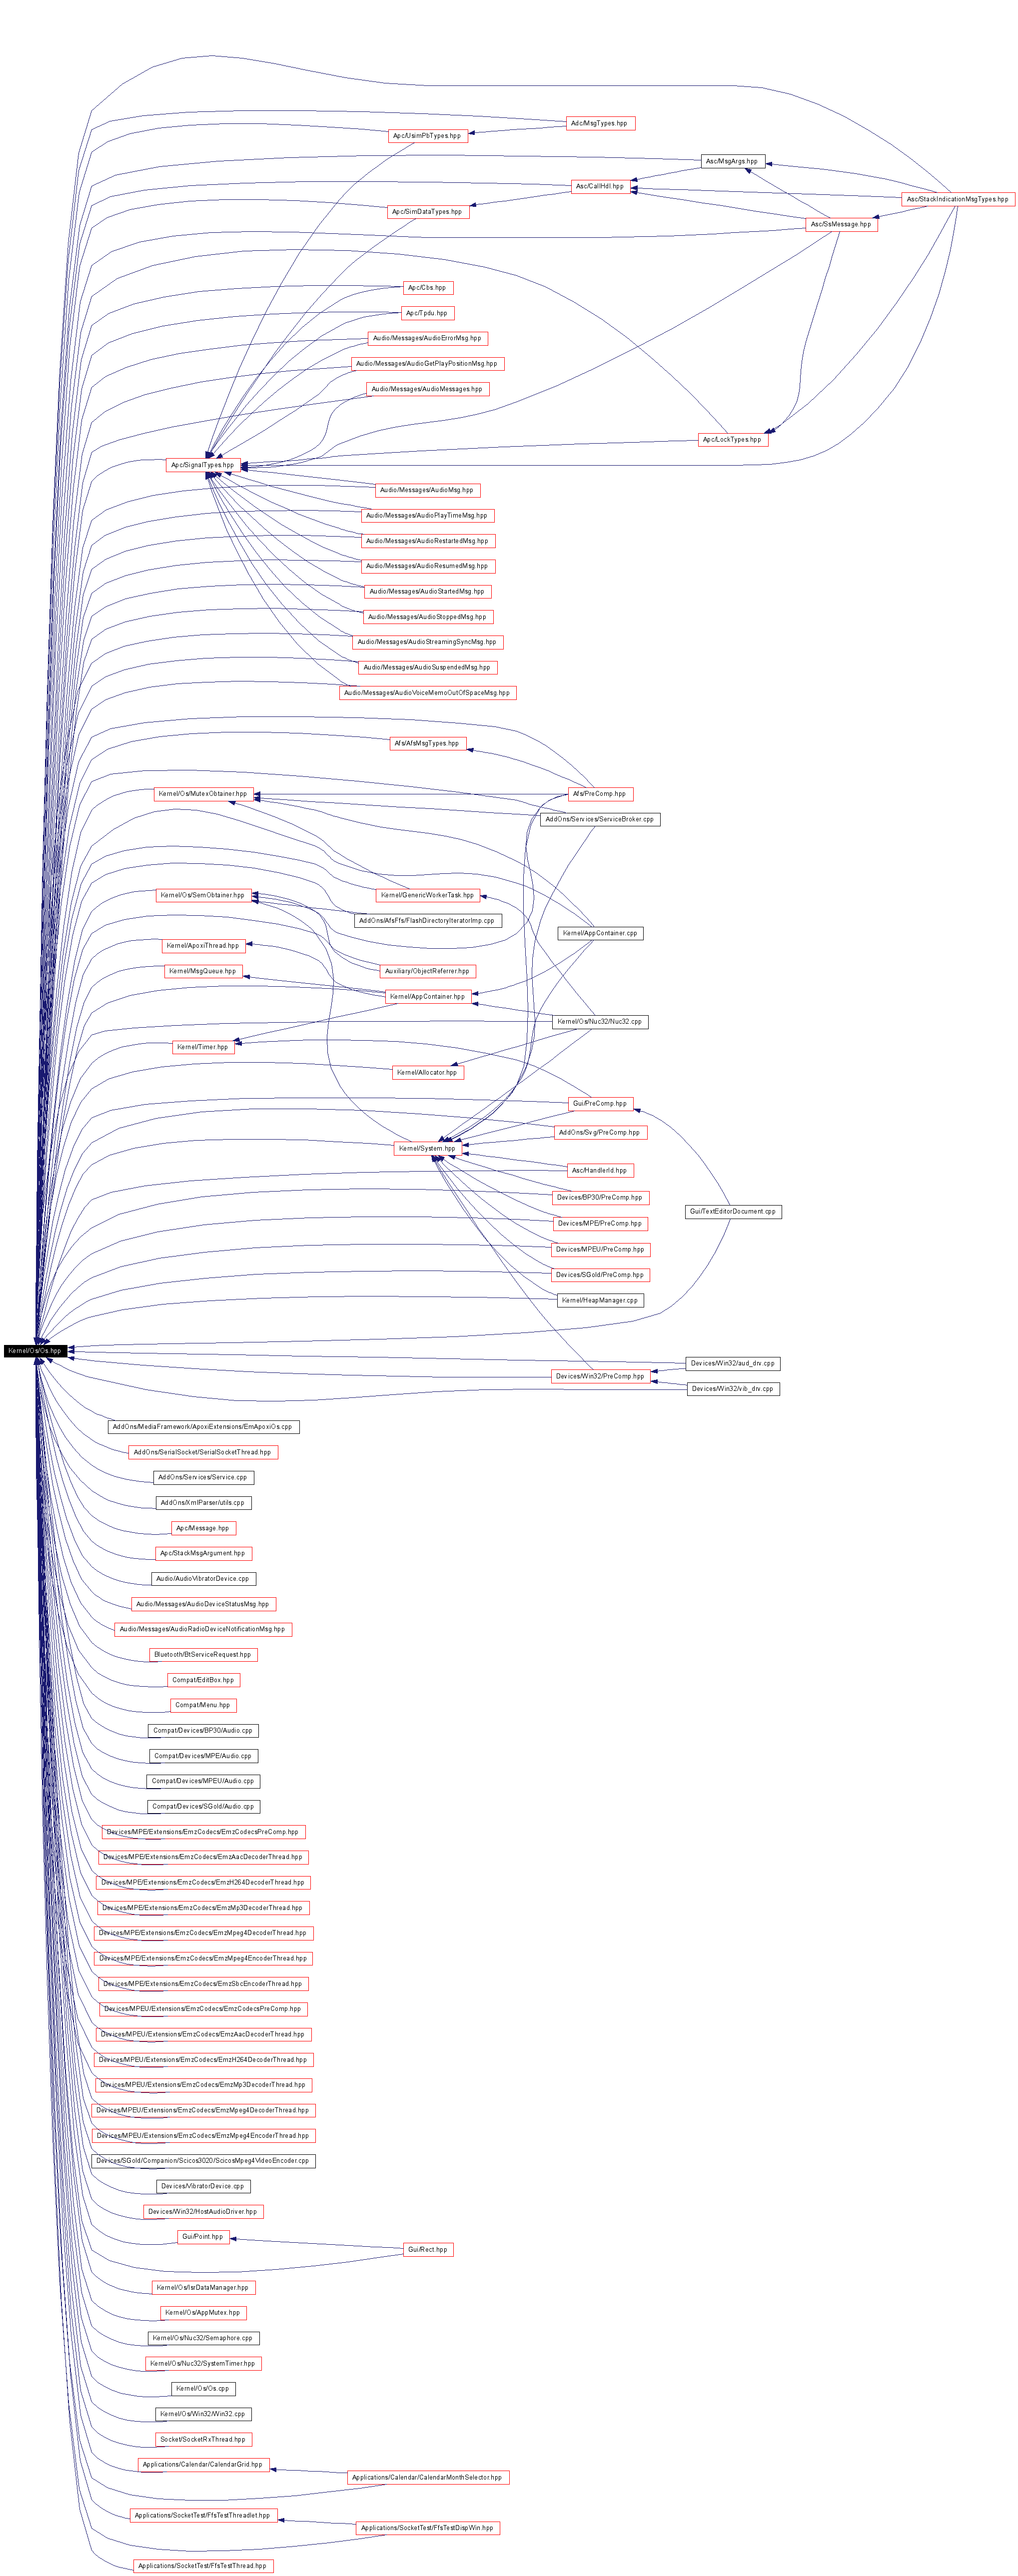 Adc/MsgTypes.hpp
Apc/UsimPbTypes.hpp
Asc/MsgArgs.hpp
Asc/CallHdl.hpp
Asc/StackIndicationMsgTypes.hpp
Apc/SimDataTypes.hpp
Asc/SsMessage.hpp
Apc/Cbs.hpp
Apc/Tpdu.hpp
Audio/Messages/AudioErrorMsg.hpp
Audio/Messages/AudioGetPlayPositionMsg.hpp
Audio/Messages/AudioMessages.hpp
Apc/LockTypes.hpp
Apc/SignalTypes.hpp
Audio/Messages/AudioMsg.hpp
Audio/Messages/AudioPlayTimeMsg.hpp
Audio/Messages/AudioRestartedMsg.hpp
Audio/Messages/AudioResumedMsg.hpp
Audio/Messages/AudioStartedMsg.hpp
Audio/Messages/AudioStoppedMsg.hpp
Audio/Messages/AudioStreamingSyncMsg.hpp
Audio/Messages/AudioSuspendedMsg.hpp
Audio/Messages/AudioVoiceMemoOutOfSpaceMsg.hpp
Afs/AfsMsgTypes.hpp
Kernel/Os/MutexObtainer.hpp
Afs/PreComp.hpp
AddOns/Services/ServiceBroker.cpp
Kernel/Os/SemObtainer.hpp
Kernel/GenericWorkerTask.hpp
AddOns/AfsFfs/FlashDirectoryIteratorImp.cpp
Kernel/AppContainer.cpp
Kernel/ApoxiThread.hpp
Kernel/MsgQueue.hpp
Auxiliary/ObjectReferrer.hpp
Kernel/AppContainer.hpp
Kernel/Os/Nuc32/Nuc32.cpp
Kernel/Timer.hpp
Kernel/Allocator.hpp
Gui/PreComp.hpp
AddOns/Svg/PreComp.hpp
Kernel/System.hpp
Asc/HandlerId.hpp
Devices/BP30/PreComp.hpp
Gui/TextEditorDocument.cpp
Devices/MPE/PreComp.hpp
Devices/MPEU/PreComp.hpp
Devices/SGold/PreComp.hpp
Kernel/HeapManager.cpp
Kernel/Os/Os.hpp
Devices/Win32/aud_drv.cpp
Devices/Win32/PreComp.hpp
Devices/Win32/vib_drv.cpp
AddOns/MediaFramework/ApoxiExtensions/EmApoxiOs.cpp
AddOns/SerialSocket/SerialSocketThread.hpp
AddOns/Services/Service.cpp
AddOns/XmlParser/utils.cpp
Apc/Message.hpp
Apc/StackMsgArgument.hpp
Audio/AudioVibratorDevice.cpp
Audio/Messages/AudioDeviceStatusMsg.hpp
Audio/Messages/AudioRadioDeviceNotificationMsg.hpp
Bluetooth/BtServiceRequest.hpp
Compat/EditBox.hpp
Compat/Menu.hpp
Compat/Devices/BP30/Audio.cpp
Compat/Devices/MPE/Audio.cpp
Compat/Devices/MPEU/Audio.cpp
Compat/Devices/SGold/Audio.cpp
Devices/MPE/Extensions/EmzCodecs/EmzCodecsPreComp.hpp
Devices/MPE/Extensions/EmzCodecs/EmzAacDecoderThread.hpp
Devices/MPE/Extensions/EmzCodecs/EmzH264DecoderThread.hpp
Devices/MPE/Extensions/EmzCodecs/EmzMp3DecoderThread.hpp
Devices/MPE/Extensions/EmzCodecs/EmzMpeg4DecoderThread.hpp
Devices/MPE/Extensions/EmzCodecs/EmzMpeg4EncoderThread.hpp
Devices/MPE/Extensions/EmzCodecs/EmzSbcEncoderThread.hpp
Devices/MPEU/Extensions/EmzCodecs/EmzCodecsPreComp.hpp
Devices/MPEU/Extensions/EmzCodecs/EmzAacDecoderThread.hpp
Devices/MPEU/Extensions/EmzCodecs/EmzH264DecoderThread.hpp
Devices/MPEU/Extensions/EmzCodecs/EmzMp3DecoderThread.hpp
Devices/MPEU/Extensions/EmzCodecs/EmzMpeg4DecoderThread.hpp
Devices/MPEU/Extensions/EmzCodecs/EmzMpeg4EncoderThread.hpp
Devices/SGold/Companion/Scicos3020/ScicosMpeg4VideoEncoder.cpp
Devices/VibratorDevice.cpp
Devices/Win32/HostAudioDriver.hpp
Gui/Point.hpp
Gui/Rect.hpp
Kernel/Os/IsrDataManager.hpp
Kernel/Os/AppMutex.hpp
Kernel/Os/Nuc32/Semaphore.cpp
Kernel/Os/Nuc32/SystemTimer.hpp
Kernel/Os/Os.cpp
Kernel/Os/Win32/Win32.cpp
Socket/SocketRxThread.hpp
Applications/Calendar/CalendarGrid.hpp
Applications/Calendar/CalendarMonthSelector.hpp
Applications/SocketTest/FfsTestThreadlet.hpp
Applications/SocketTest/FfsTestDispWin.hpp
Applications/SocketTest/FfsTestThread.hpp